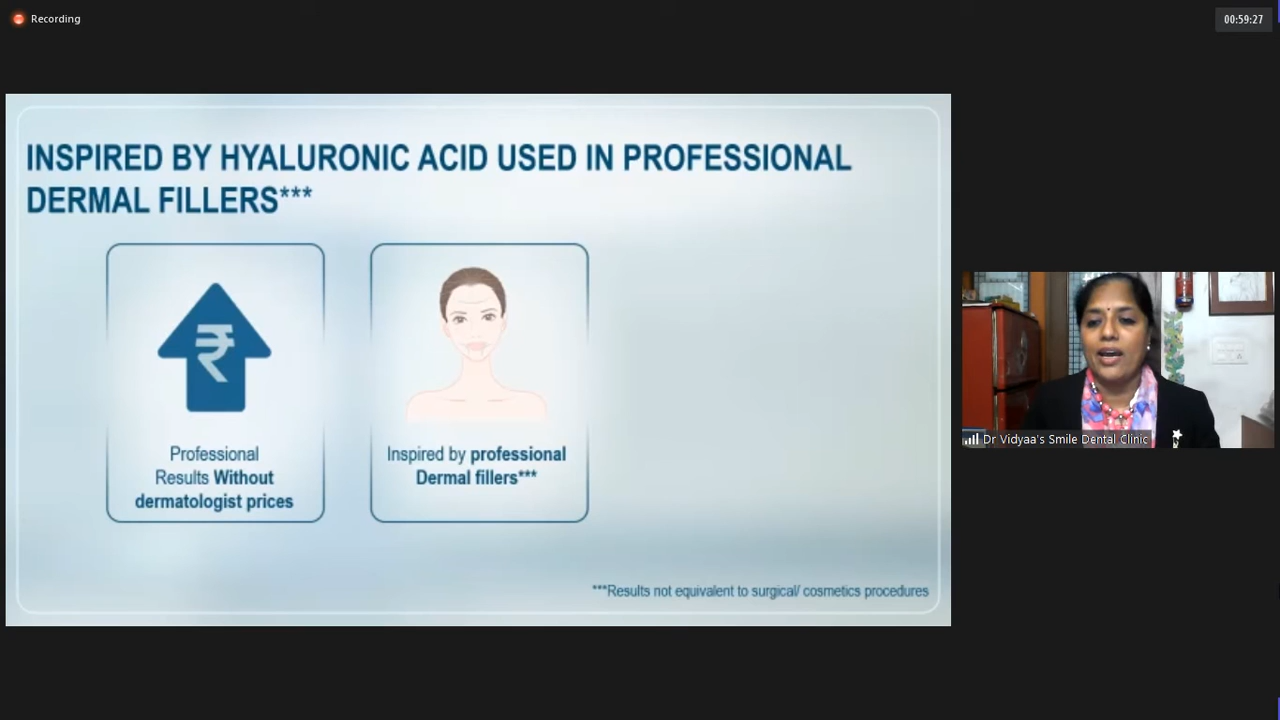 Recording
00:59:27
INSPIRED BY HYALURONIC ACID USED IN PROFESSIONAL
DERMAL FILLERS***
₹
Professional
Results Without
dermatologist prices
Inspired by professional
Dermal fillers***
***Results not equivalent to surgical/ cosmetics procedures
Dr Vidyaa's Smile Dental Clinic